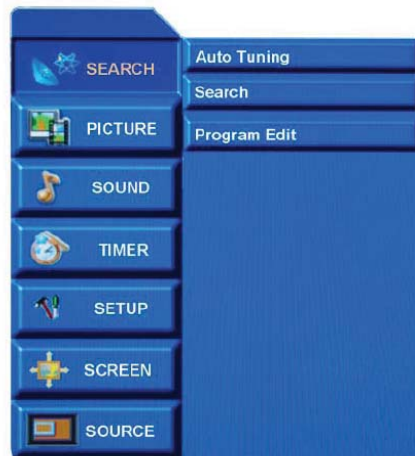 SEARCH
Auto Tuning
Search
PICTURE
Program Edit
SOUND
TIMER
SETUP
SCREEN
SOURCE